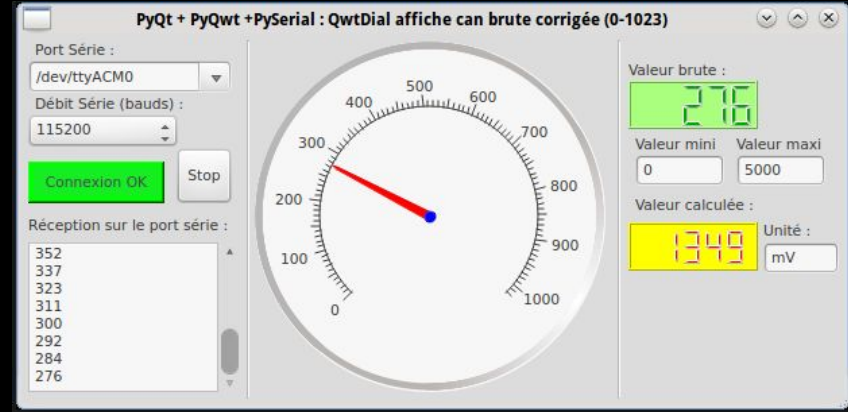 PyQt + PyQwt +PySerial : QwtDial affiche can brute corrigée (0-1023)
Port Série :
/dev/ttyACM0
Débit Série (bauds) :
115200
Connexion OK
Stop
Réception sur le port série :
352
337
323
311
300
292
284
276
0
100
200
300
400
500
600
700
800
900
1000
Valeur brute :
276
Valeur mini
Valeur maxi
0
5000
Valeur calculée :
1349
Unité :
mV